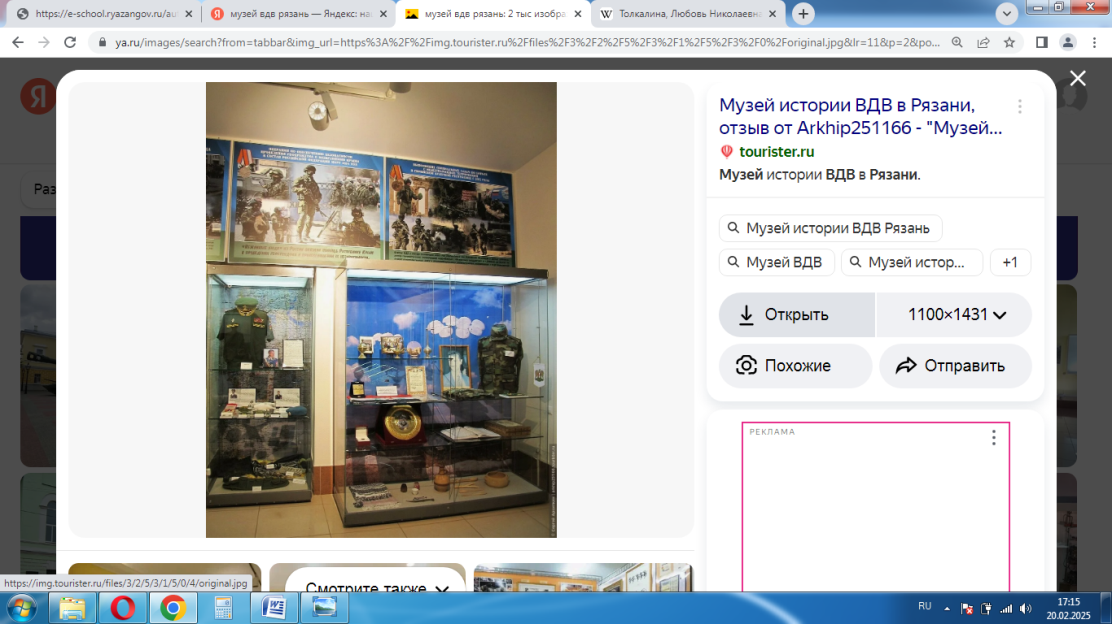 https://e-school.ryazangov.ru/au
музей вдв рязань — Яндекс: на
музей вдв рязань: 2 тыс изобра
Толкалина, Любовь Николаевн
ya.ru/images/search?from=tabbar&img_url=https%3A%2F%2Fimg.tourister.ru%2Ffiles%2F3%2F2%2F5%2F3%2F1%2F5%2F3%2F0%2Foriginal.jpg&lr=11&p=2&po...
Я
Раз
Музей истории ВДВ в Рязани,
отзыв от Arkhip251166 - "Музей...
tourister.ru
Музей истории ВДВ в Рязани.
Музей истории ВДВ Рязань
Музей ВДВ
Музей истор...
+1
Открыть
1100×1431
Похожие
Отправить
РЕКЛАМА
Смотрите также
https://img.tourister.ru/files/3/2/5/3/1/5/0/4/original.jpg
RU
17:15
20.02.2025